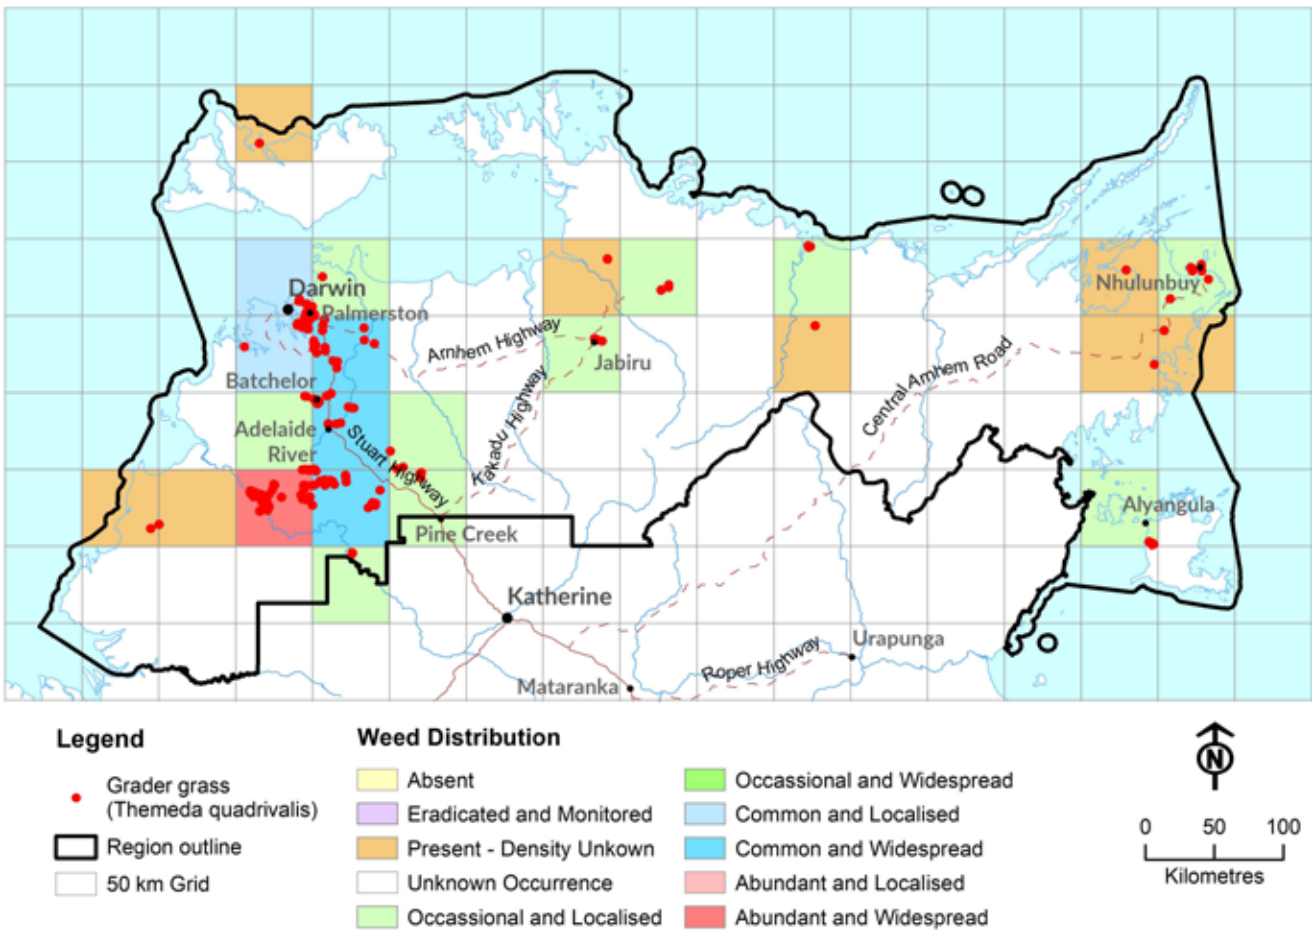 Darwin
Palmerston
Nhulunbuy
Arnhem Highway
Jabiru
Central Arnhem Road
Batchelor
Kakadu Highway
Adelaide
River
Stuart Highway
Alyangula
Pine Creek
Katherine
Urapunga
Roper Highway
Mataranka
Legend
Grader grass
(Themeda quadrivalis)
Region outline
50 km Grid
Weed Distribution
Absent
Eradicated and Monitored
Present - Density Unkown
Unknown Occurrence
Occassional and Localised
Occassional and Widespread
Common and Localised
Common and Widespread
Abundant and Localised
Abundant and Widespread
N
0 50 100
Kilometres